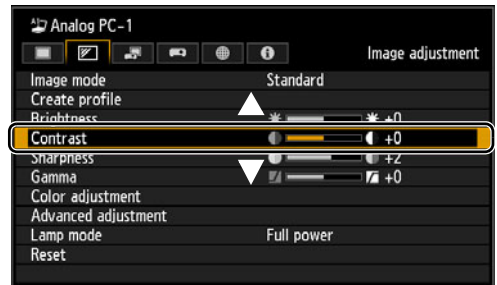 Analog PC-1
Image adjustment
Image mode Standard
Create profile
Brightness +0
Contrast +0
Sharpness +2
Gamma +0
Color adjustment
Advanced adjustment
Lamp mode Full power
Reset